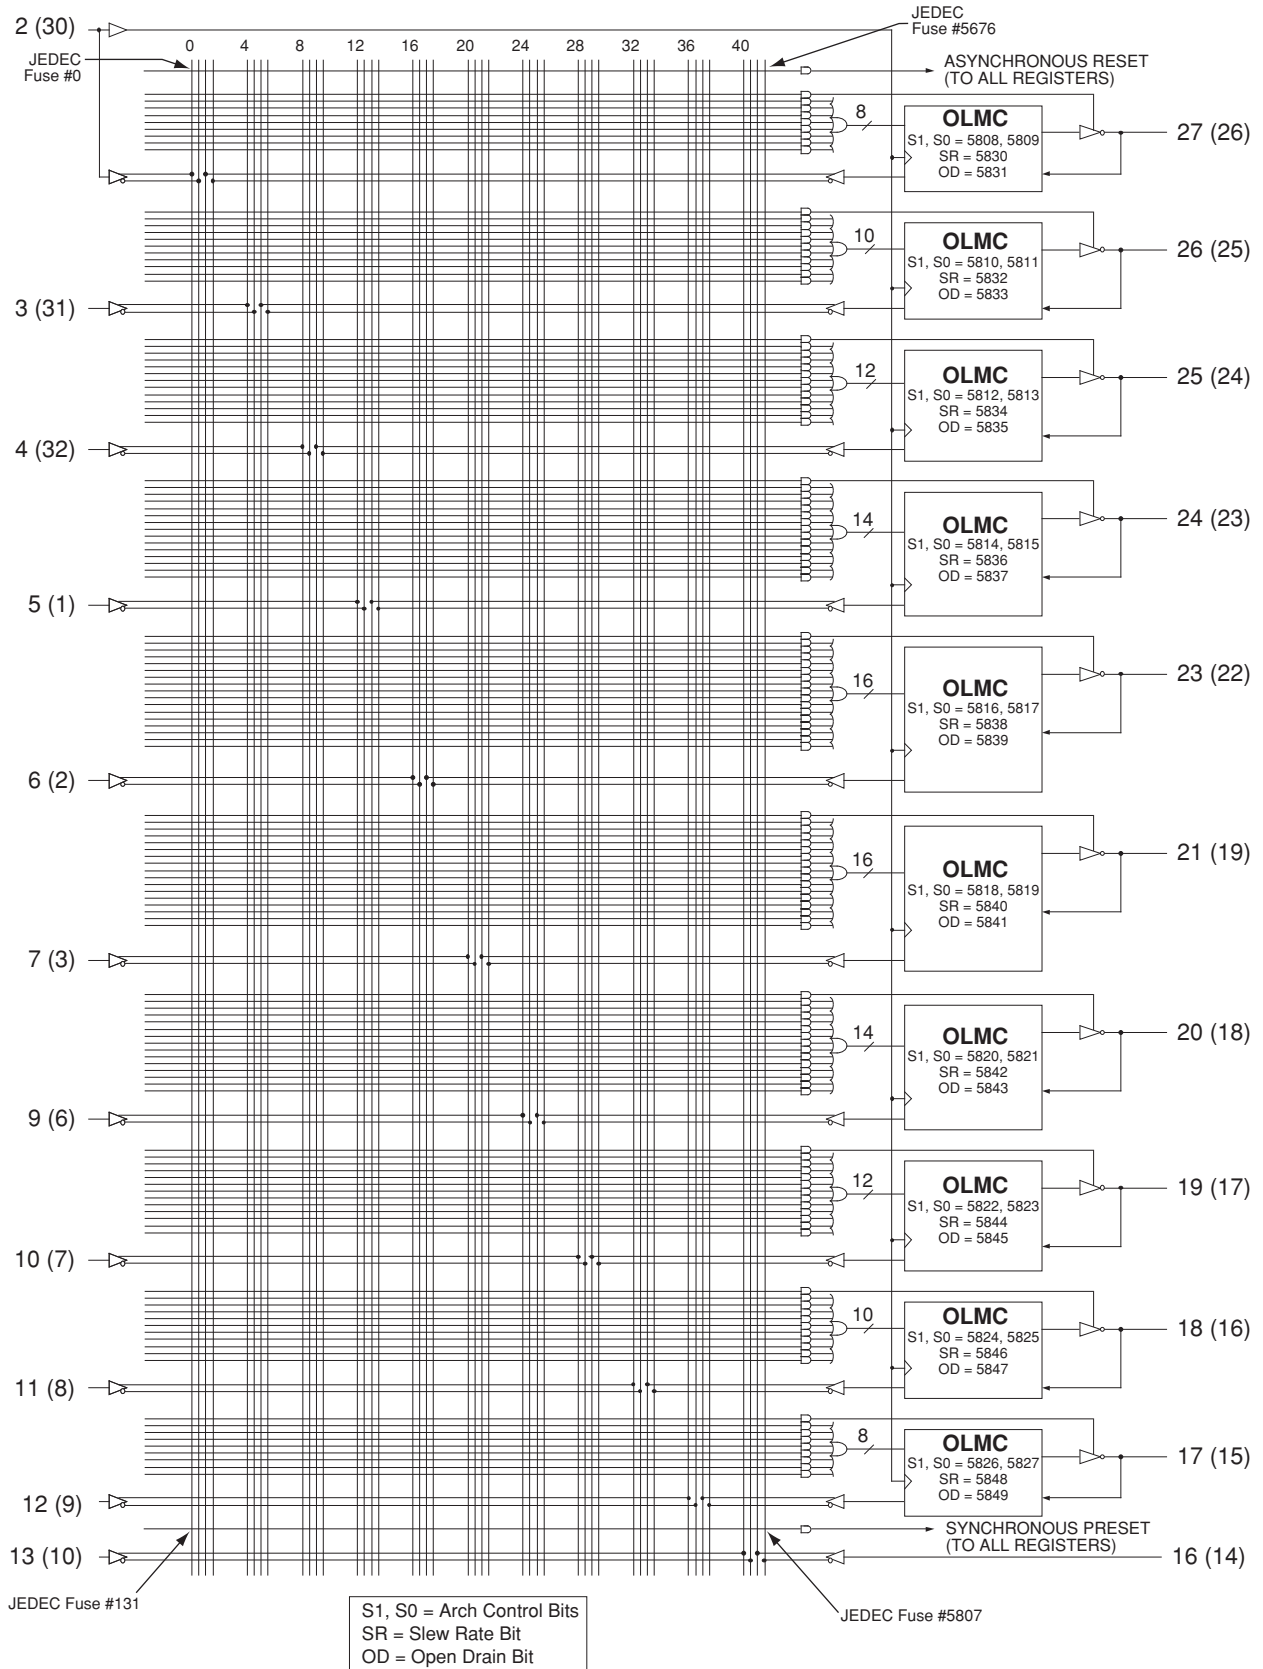 2 (30)
JEDEC
Fuse #0
0 4 8 12 16 20 24 28 32 36 40
JEDEC
Fuse #5676
ASYNCHRONOUS RESET
(TO ALL REGISTERS)
8
OLMC
S1, S0 = 5808, 5809
SR = 5830
OD = 5831
27 (26)
10
OLMC
S1, S0 = 5810, 5811
SR = 5832
OD = 5833
26 (25)
3 (31)
12
OLMC
S1, S0 = 5812, 5813
SR = 5834
OD = 5835
25 (24)
4 (32)
14
OLMC
S1, S0 = 5814, 5815
SR = 5836
OD = 5837
24 (23)
5 (1)
16
OLMC
S1, S0 = 5816, 5817
SR = 5838
OD = 5839
23 (22)
6 (2)
16
OLMC
S1, S0 = 5818, 5819
SR = 5840
OD = 5841
21 (19)
7 (3)
14
OLMC
S1, S0 = 5820, 5821
SR = 5842
OD = 5843
20 (18)
9 (6)
12
OLMC
S1, S0 = 5822, 5823
SR = 5844
OD = 5845
19 (17)
10 (7)
10
OLMC
S1, S0 = 5824, 5825
SR = 5846
OD = 5847
18 (16)
11 (8)
8
OLMC
S1, S0 = 5826, 5827
SR = 5848
OD = 5849
17 (15)
12 (9)
SYNCHRONOUS PRESET
(TO ALL REGISTERS)
13 (10)
16 (14)
JEDEC Fuse #131
JEDEC Fuse #5807
S1, S0 = Arch Control Bits
SR = Slew Rate Bit
OD = Open Drain Bit